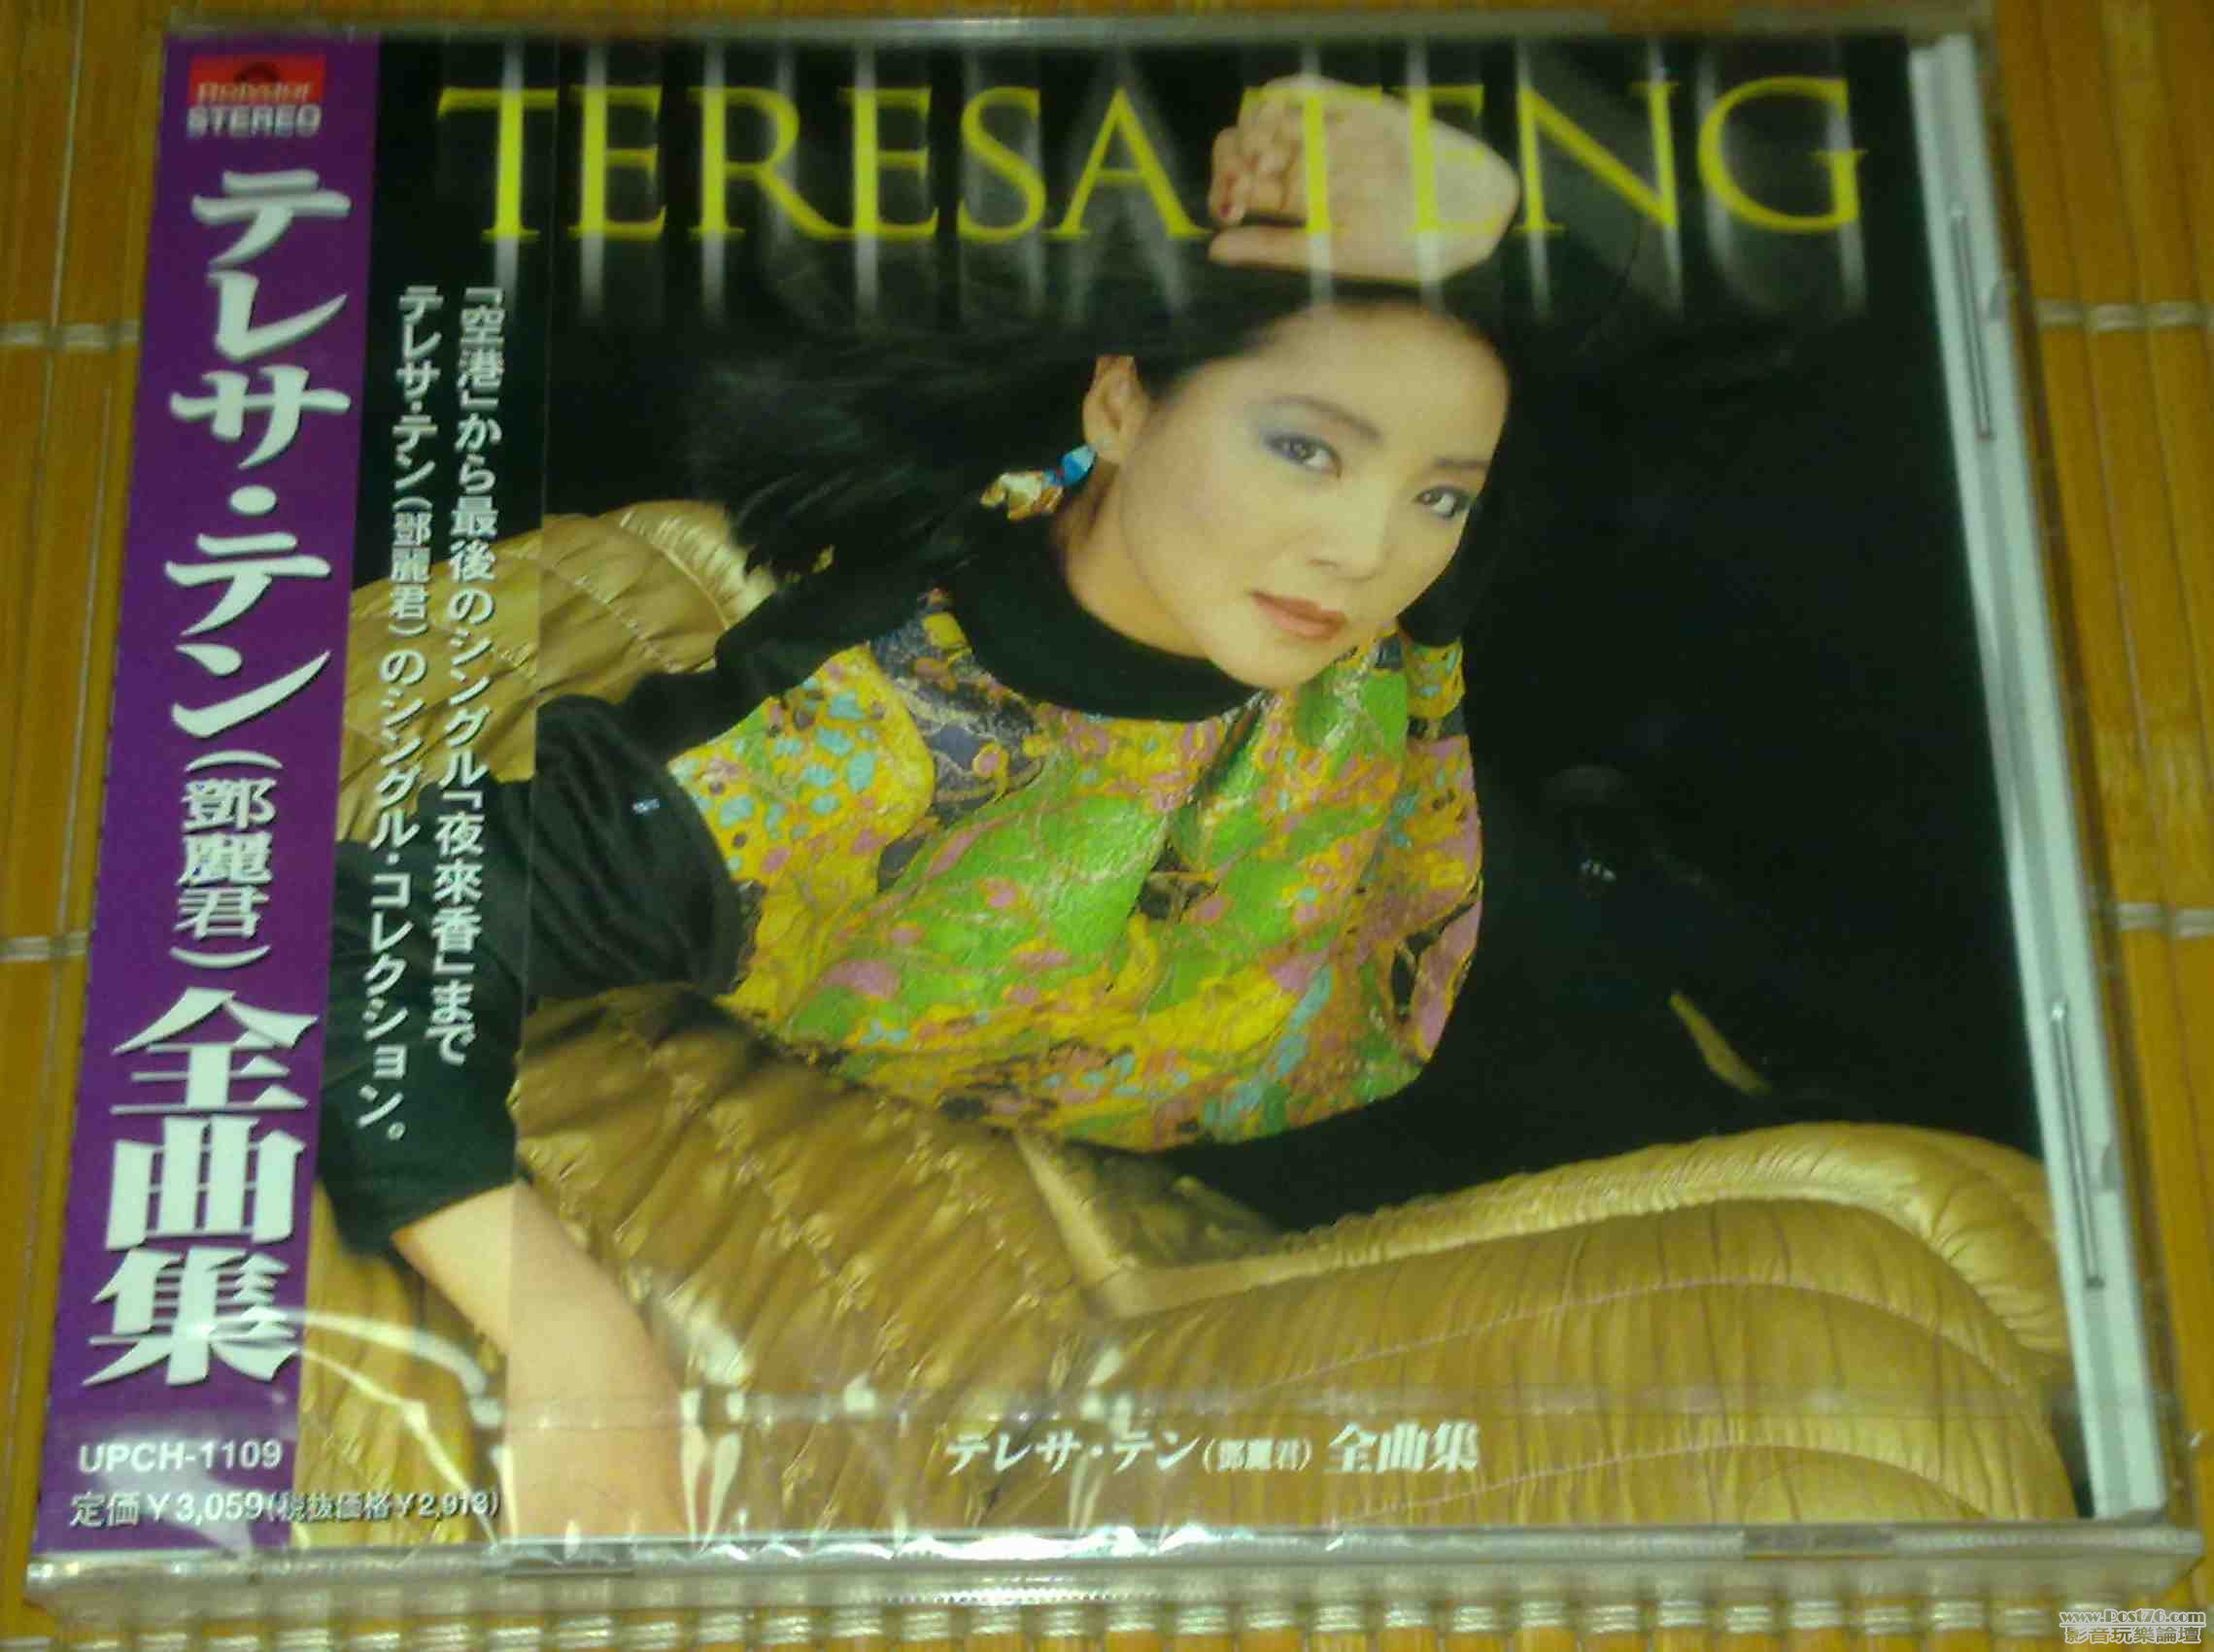 TERESA TENG
Polydor
STEREO
テレサ・テン(鄧麗君) 全曲集
『空港』から最後のシングル『夜來香』まで
テレサ・テン(鄧麗君)のシングル・コレクション。
UPCH-1109
定価¥3,059(税抜価格¥2,913)
テレサ・テン(鄧麗君) 全曲集
www.Post76.com
影音玩樂論壇